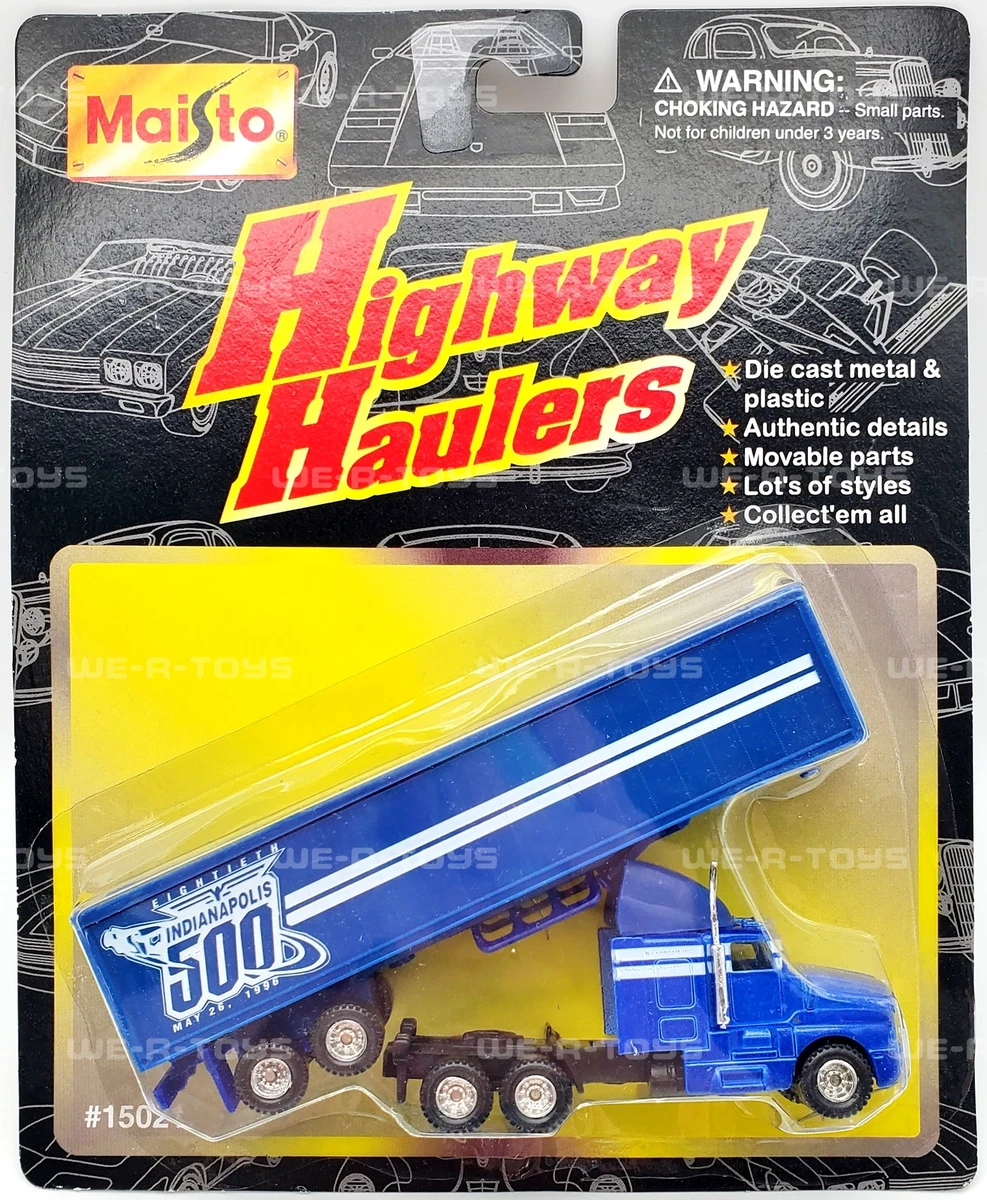 Maisto®
WARNING:
CHOKING HAZARD -- Small parts.
Not for children under 3 years.
Highway
Haulers
Die cast metal &
plastic
Authentic details
Movable parts
Lot's of styles
Collect'em all
EIGHTIETH
INDIANAPOLIS
500
MAY 26, 1996
WE-R-TOYS